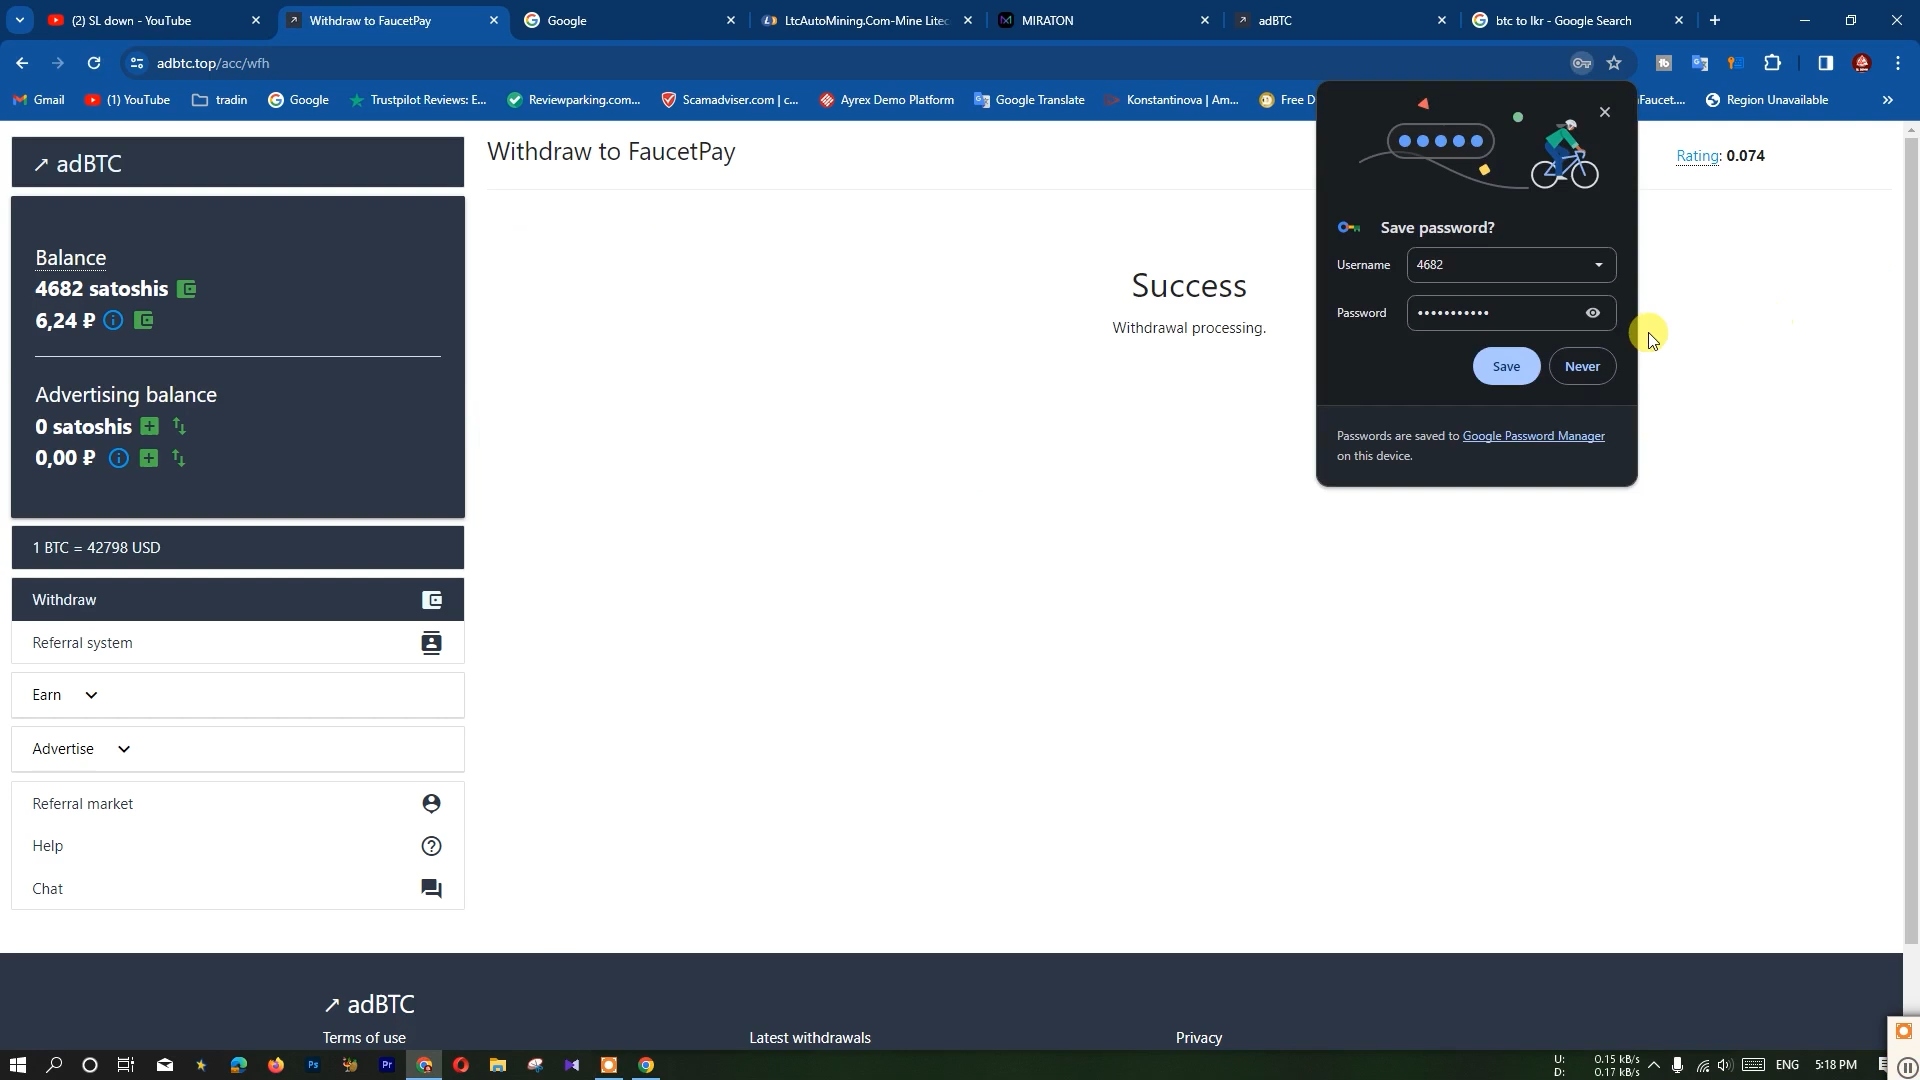 (2) SL down - YouTube
Withdraw to FaucetPay
Google
LtcAutoMining.Com-Mine Litec
MIRATON
adBTC
btc to lkr - Google Search
adbtc.top/acc/wfh
Gmail
(1) YouTube
tradin
Google
Trustpilot Reviews: E...
Reviewparking.com...
Scamadviser.com | c...
Ayrex Demo Platform
Google Translate
Konstantinova | Am...
Free D
Faucet....
Region Unavailable
adBTC
Balance
4682 satoshis
6,24 ₽
Advertising balance
0 satoshis
0,00 ₽
1 BTC = 42798 USD
Withdraw
Referral system
Earn
Advertise
Referral market
Help
Chat
Withdraw to FaucetPay
Rating: 0.074
Success
Withdrawal processing.
Save password?
Username
4682
Password
•••••••••••
Save
Never
Passwords are saved to Google Password Manager
on this device.
adBTC
Terms of use
Latest withdrawals
Privacy
U: 0.15 kB/s
D: 0.17 kB/s
ENG
5:18 PM